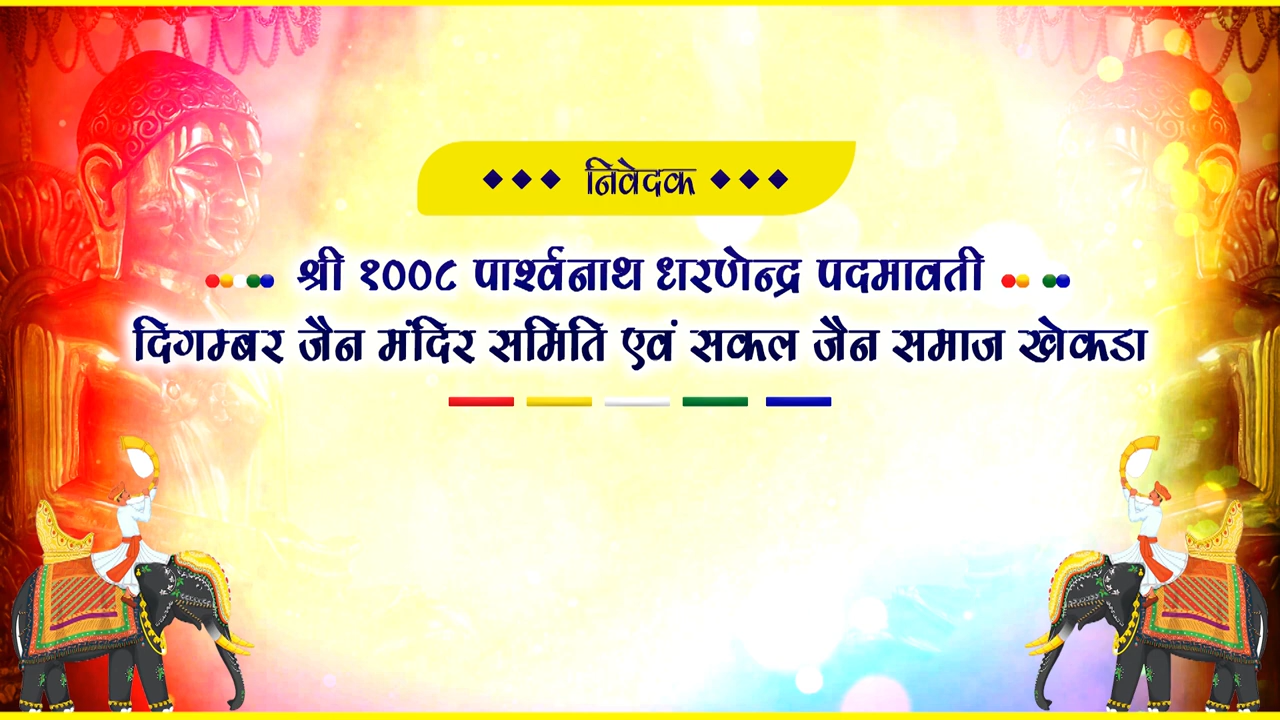 निवेदक
श्री १००८ पार्श्वनाथ धरणेन्द्र पदमावती
दिगम्बर जैन मंदिर समिति एवं सकल जैन समाज खेकडा